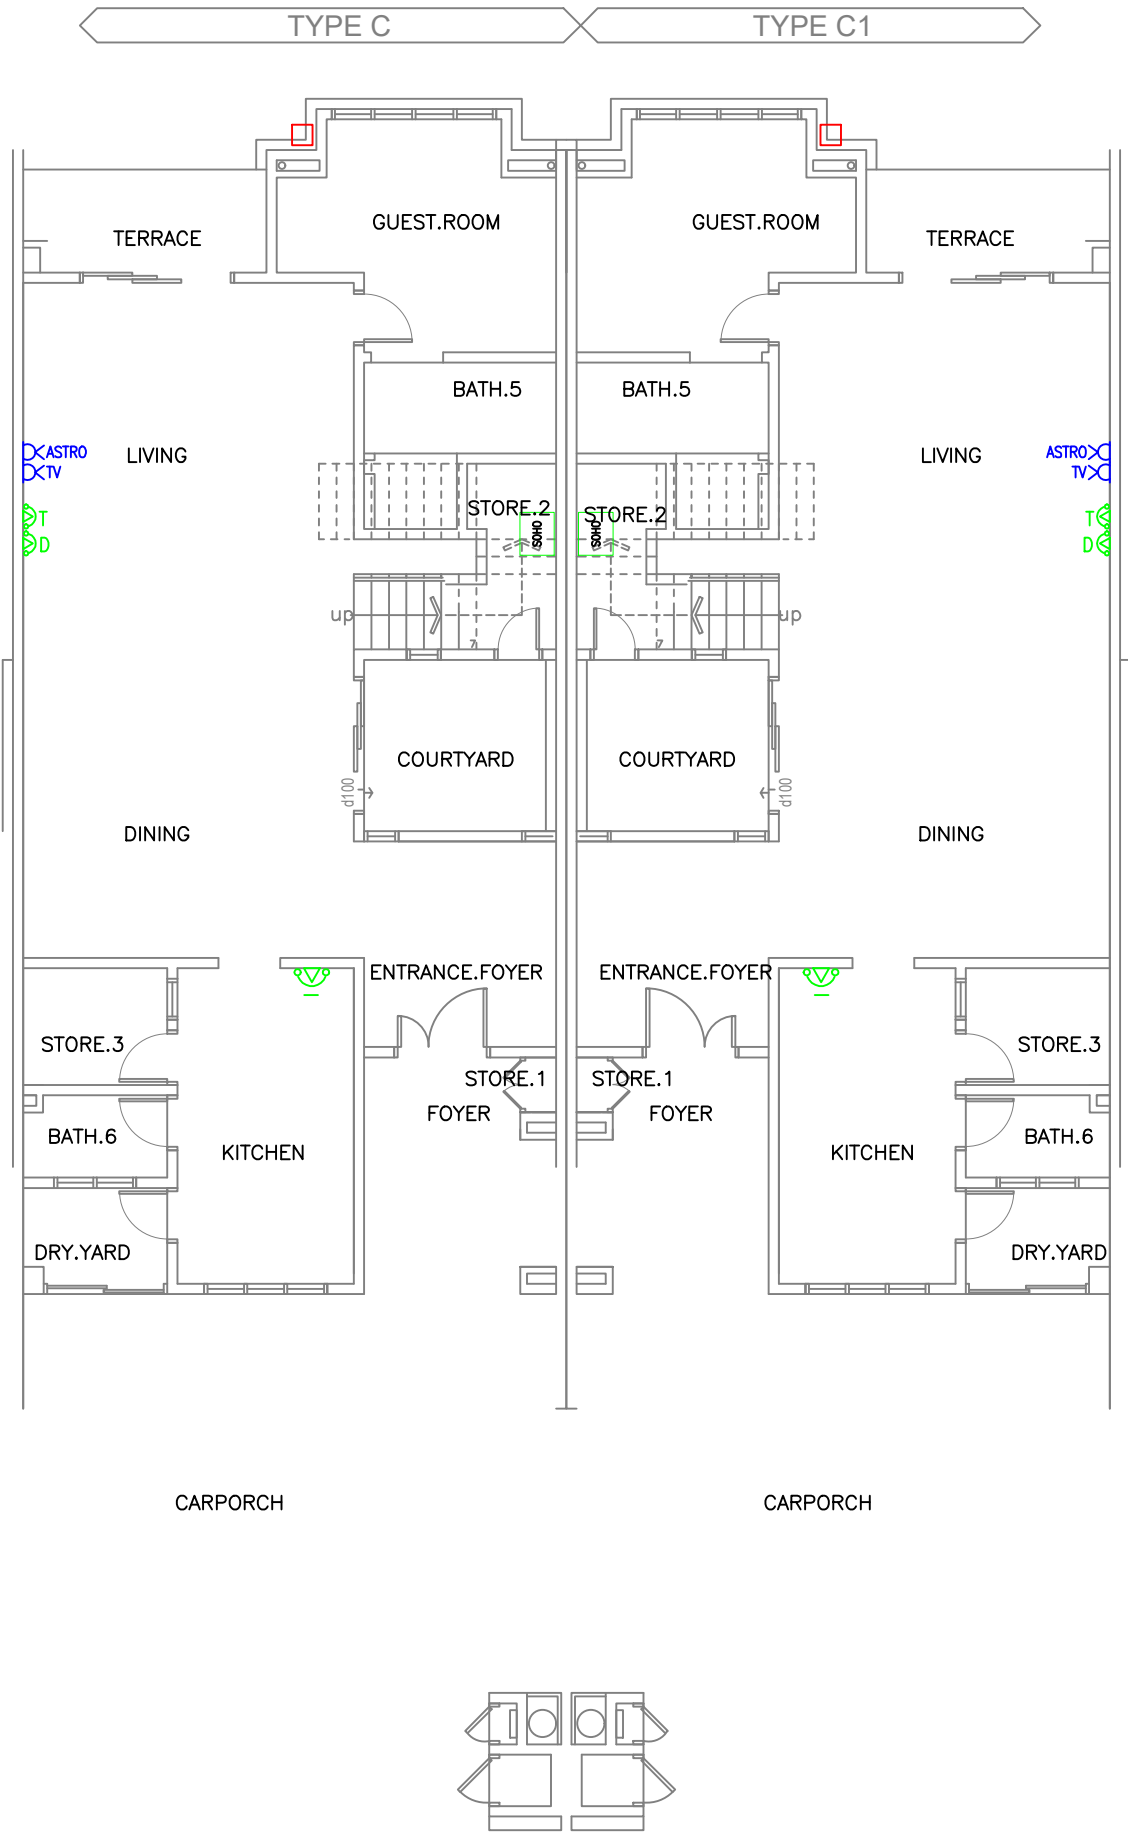 TYPE C TYPE C1
GUEST.ROOM GUEST.ROOM
TERRACE TERRACE
BATH.5 BATH.5
ASTRO LIVING LIVING ASTRO
TV TV
STORE.2 STORE.2
T T
SOHO SOHO
D D
up up
COURTYARD COURTYARD
d100 d100
DINING DINING
ENTRANCE.FOYER ENTRANCE.FOYER
STORE.3 STORE.3
STORE.1 STORE.1
FOYER FOYER
BATH.6 BATH.6
KITCHEN KITCHEN
DRY.YARD DRY.YARD
CARPORCH CARPORCH